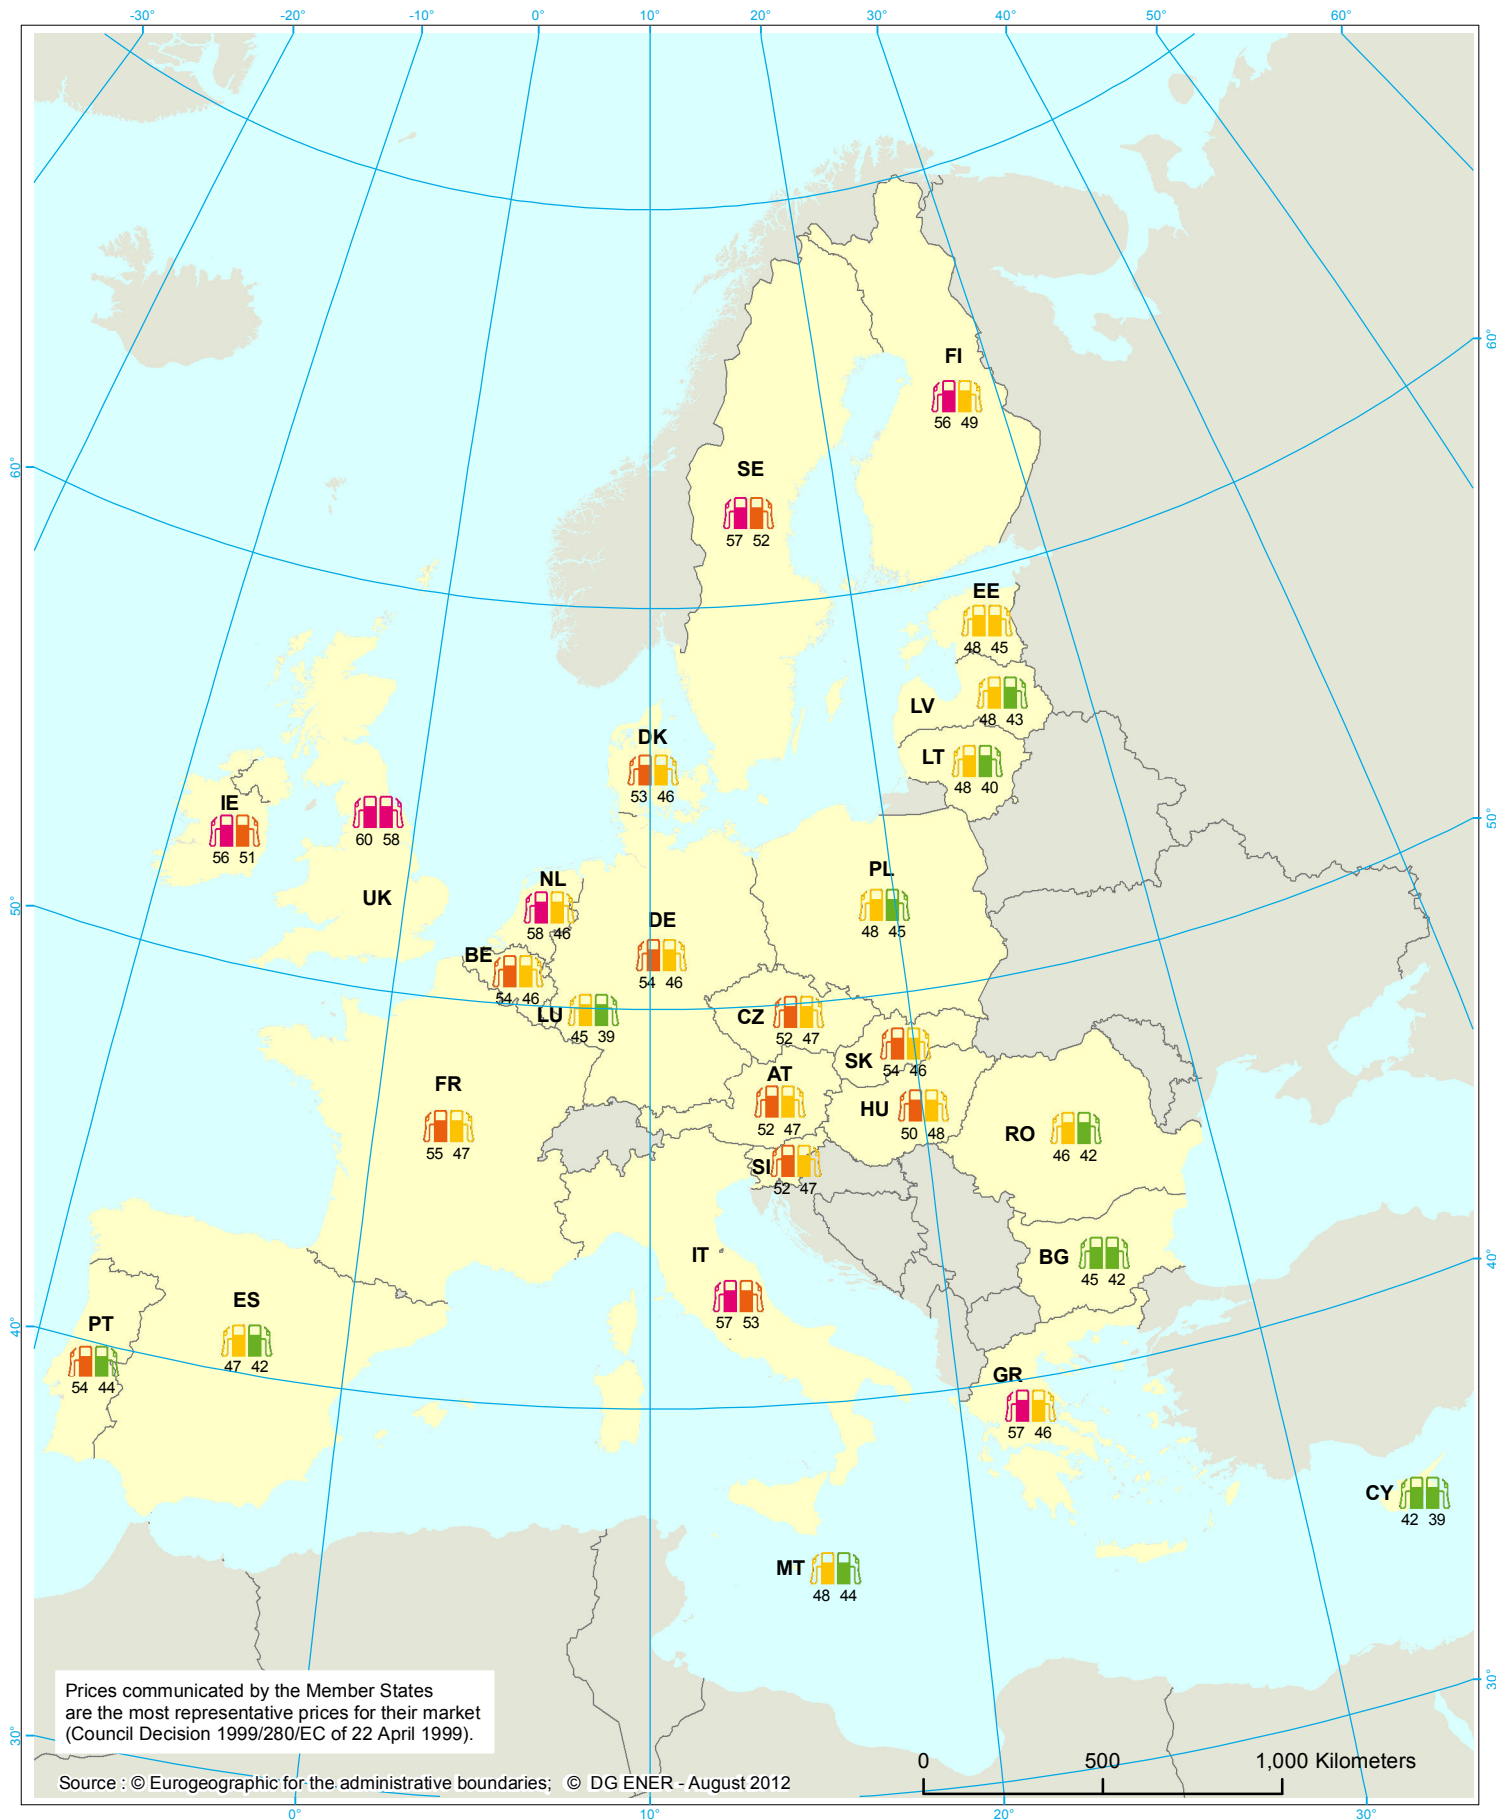 -30° -20° -10° 0° 10° 20° 30° 40° 50° 60°
FI
56 49
60° 60°
SE
57 52
EE
48 45
LV
48 43
DK
53 46
LT
48 40
IE
56 51
60 58
UK
50° 50°
NL
58 46
PL
48 45
DE
54 46
BE
54 46
LU
45 39
CZ
52 47
SK
54 46
FR
55 47
AT
52 47
HU
50 48
RO
46 42
SI
52 47
IT
57 53
BG
45 42
40° 40°
ES
47 42
PT
54 44
GR
57 46
CY
42 39
MT
48 44
30° 30°
Prices communicated by the Member States
are the most representative prices for their market
(Council Decision 1999/280/EC of 22 April 1999).
0 500 1,000 Kilometers
Source : © Eurogeographic for the administrative boundaries; © DG ENER - August 2012
0° 10° 20° 30°